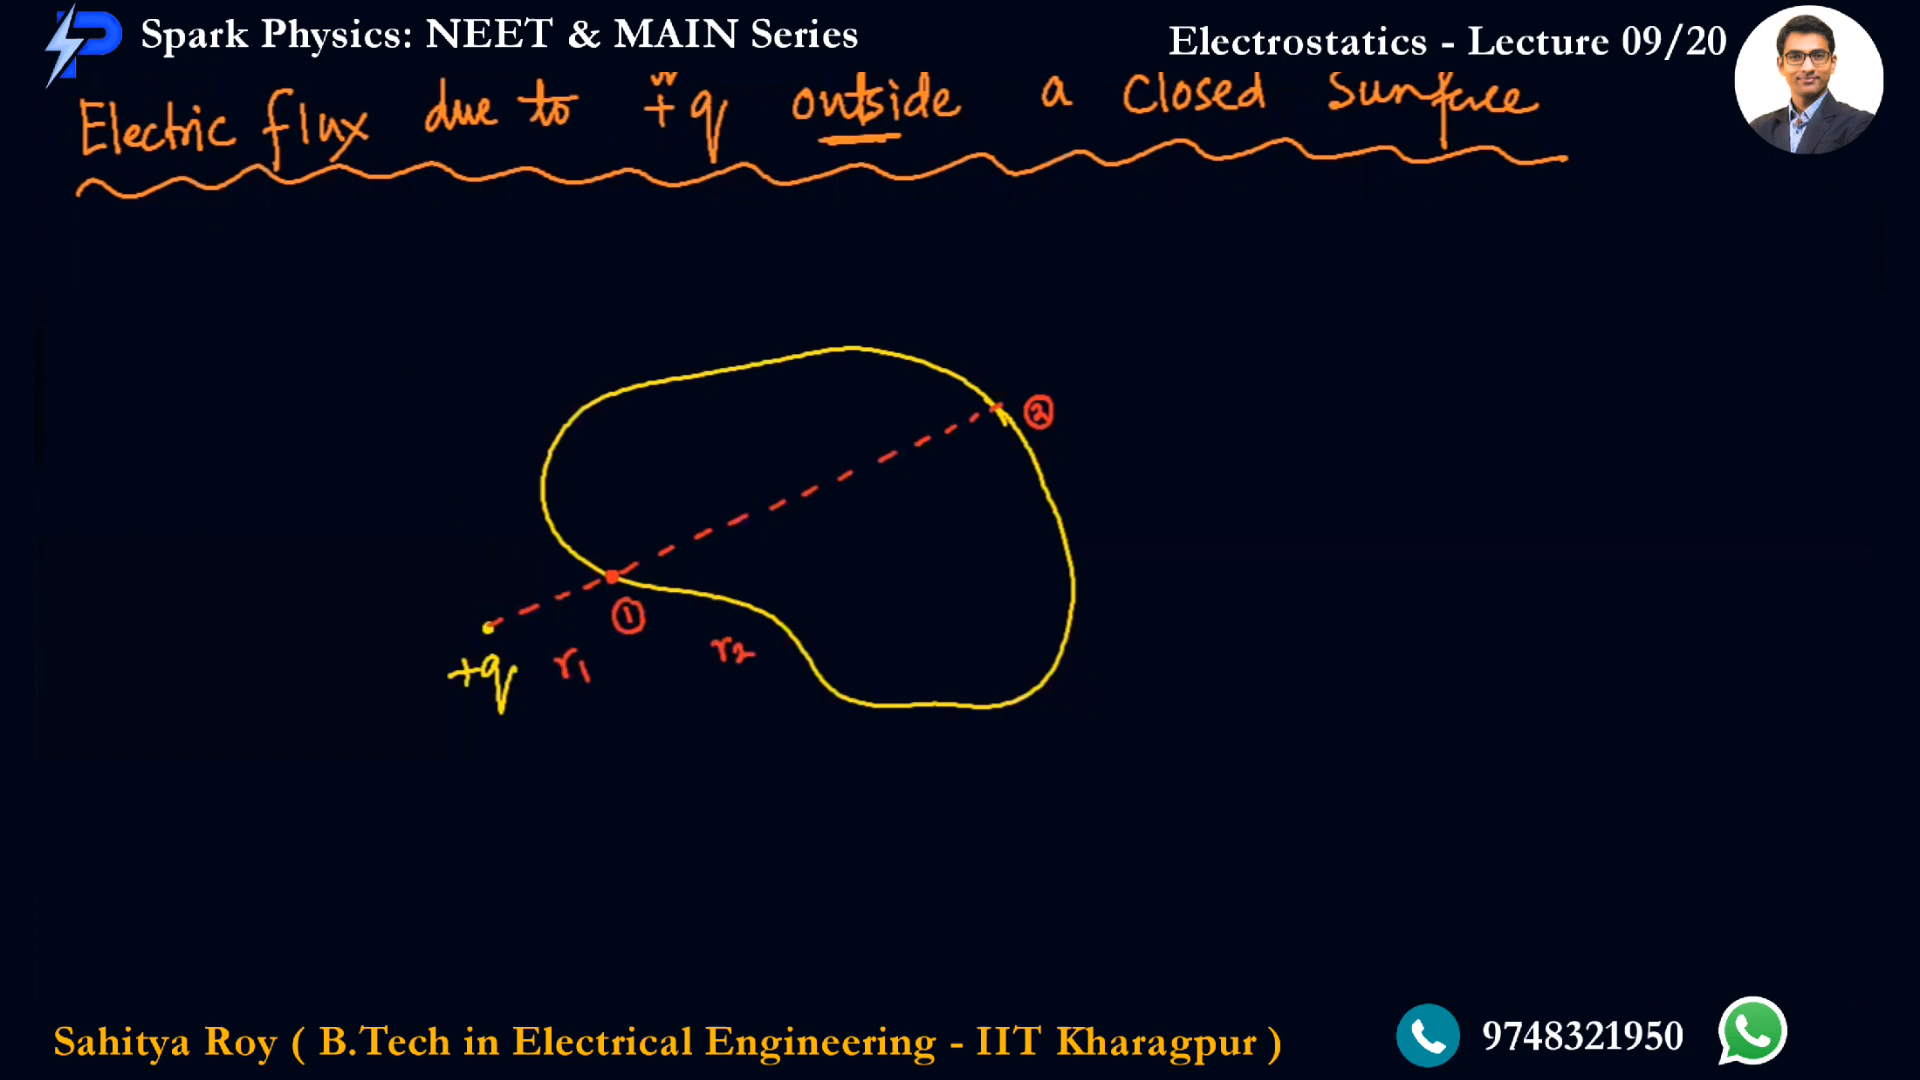 Spark Physics: NEET & MAIN Series
Electrostatics - Lecture 09/20
Electric flux due to +q outside a Closed Surface
②
①
+q r₁ r₂
Sahitya Roy ( B.Tech in Electrical Engineering - IIT Kharagpur )
9748321950